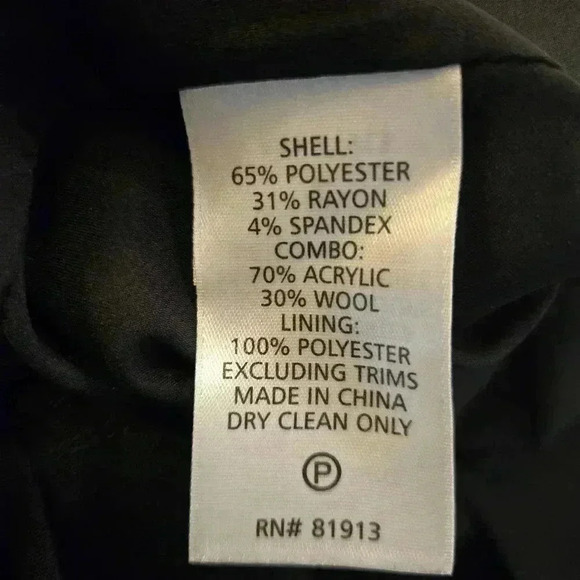 SHELL:
65% POLYESTER
31% RAYON
4% SPANDEX
COMBO:
70% ACRYLIC
30% WOOL
LINING:
100% POLYESTER
EXCLUDING TRIMS
MADE IN CHINA
DRY CLEAN ONLY
P
RN# 81913